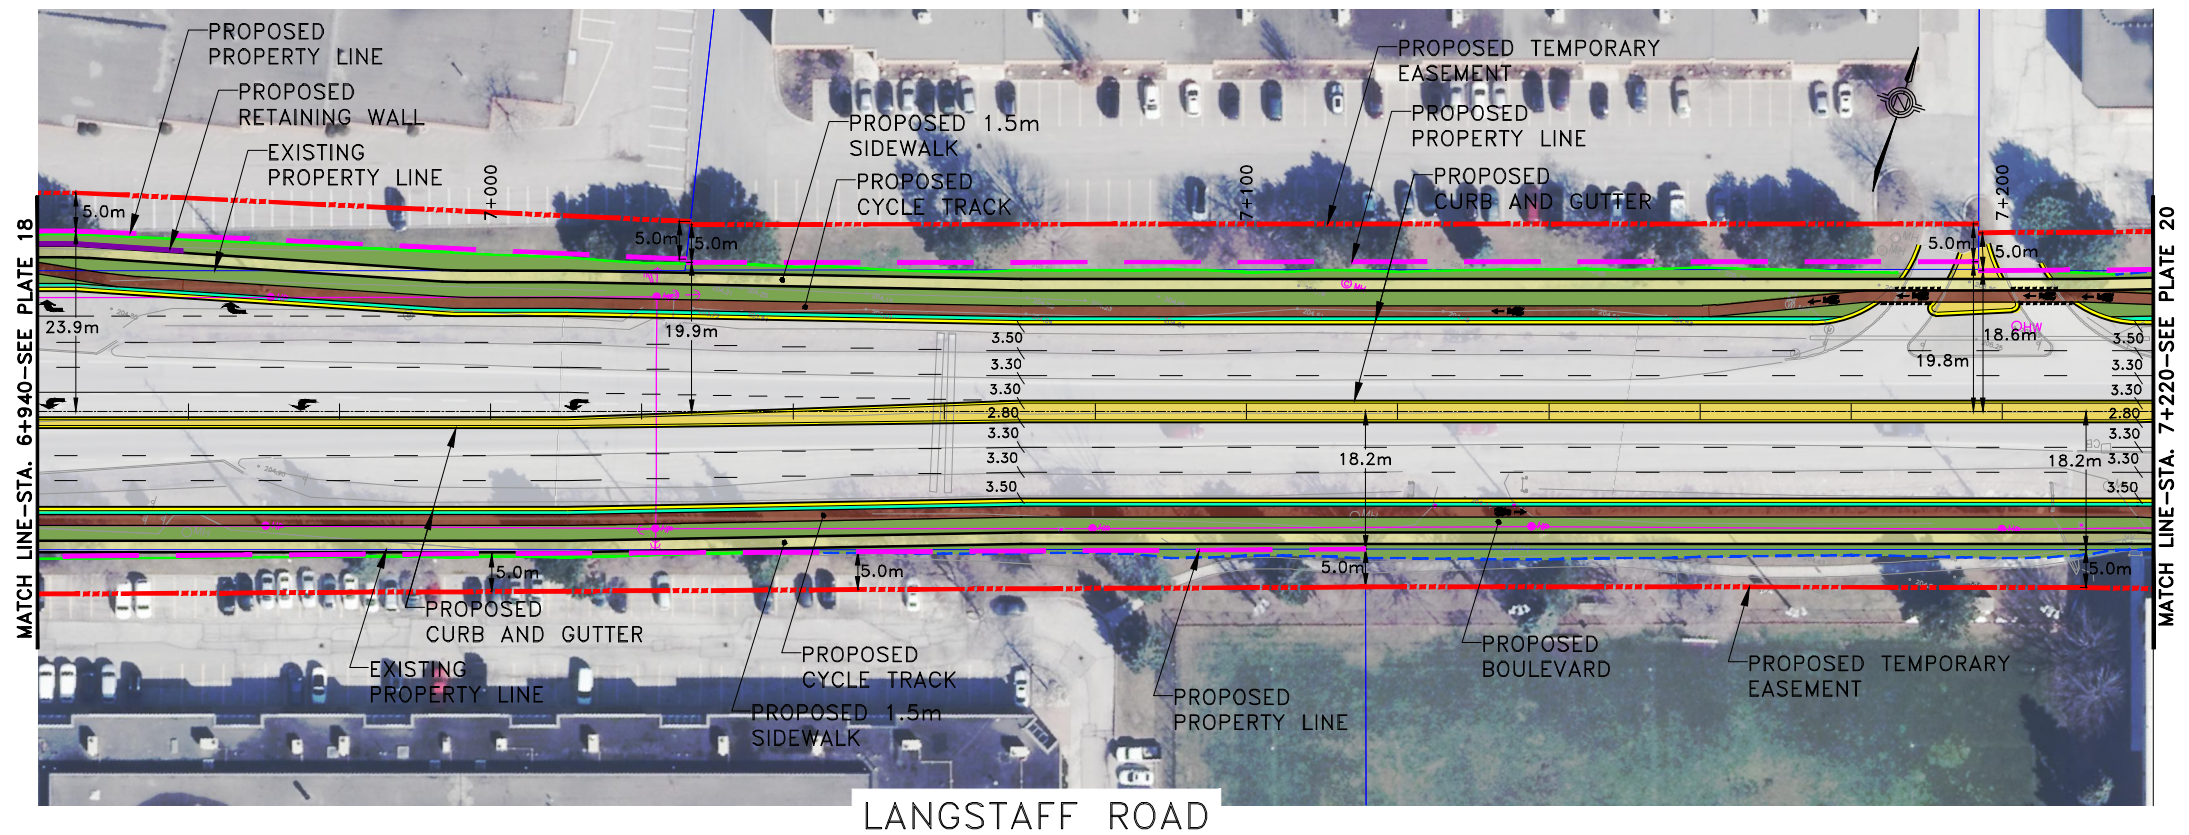 PROPOSED
PROPERTY LINE
PROPOSED
RETAINING WALL
EXISTING
PROPERTY LINE
PROPOSED 1.5m
SIDEWALK
PROPOSED
CYCLE TRACK
PROPOSED TEMPORARY
EASEMENT
PROPOSED
PROPERTY LINE
PROPOSED
CURB AND GUTTER
N
7+000
7+100
7+200
MATCH LINE-STA. 6+940-SEE PLATE 18
MATCH LINE-STA. 7+220-SEE PLATE 20
5.0m
5.0m
5.0m
5.0m
5.0m
23.9m
19.9m
19.8m
18.6m
HW
3.50
3.30
3.30
2.80
3.30
3.30
3.50
3.50
2.80
3.30
3.30
3.50
18.2m
18.2m
5.0m
5.0m
5.0m
5.0m
PROPOSED
CURB AND GUTTER
EXISTING
PROPERTY LINE
PROPOSED
CYCLE TRACK
PROPOSED 1.5m
SIDEWALK
PROPOSED
PROPERTY LINE
PROPOSED
BOULEVARD
PROPOSED TEMPORARY
EASEMENT
LANGSTAFF ROAD